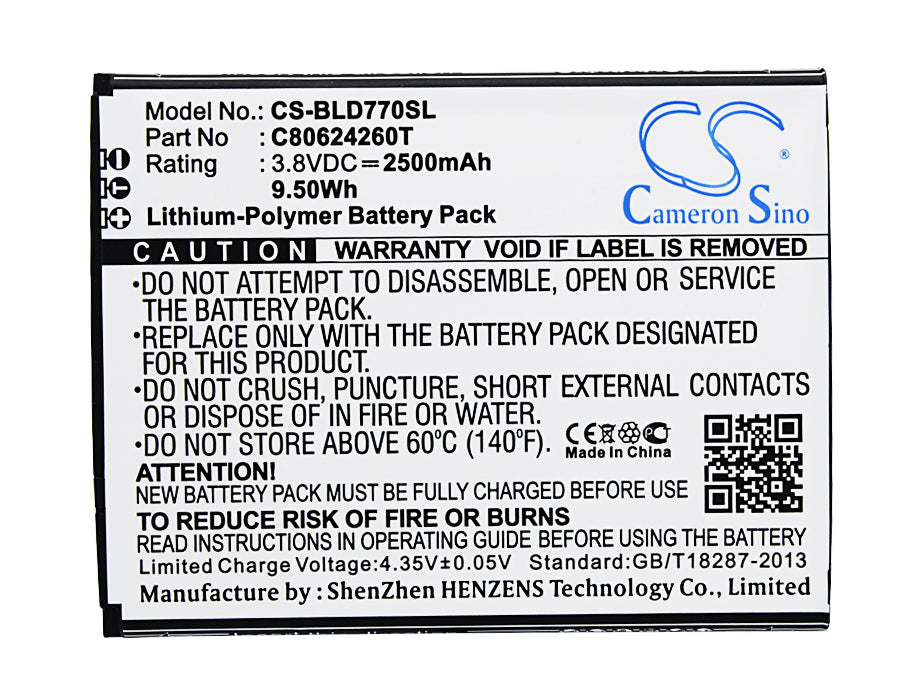 Model No.: CS-BLD770SL
Part No.: C80624260T
Rating : 3.8VDC⎓2500mAh
9.50Wh
Lithium-Polymer Battery Pack
CS ®
Cameron Sino
CAUTION WARRANTY VOID IF LABEL IS REMOVED
•DO NOT ATTEMPT TO DISASSEMBLE, OPEN OR SERVICE
THE BATTERY PACK.
•REPLACE ONLY WITH THE BATTERY PACK DESIGNATED
FOR THIS PRODUCT.
•DO NOT CRUSH, PUNCTURE, SHORT EXTERNAL CONTACTS
OR DISPOSE OF IN FIRE OR WATER.
•DO NOT STORE ABOVE 60ºC (140ºF).
CE
Made In China
ATTENTION:
NEW BATTERY PACK MUST BE FULLY CHARGED BEFORE USE
TO REDUCE RISK OF FIRE OR BURNS
READ INSTRUCTIONS IN OPERATING GUIDE BEFORE USING THE BATTERY
Limited Charge Voltage:4.35V±0.05V Standard:GB/T18287-2013
Manufacture by : ShenZhen HENZENS Technology Co., Limited